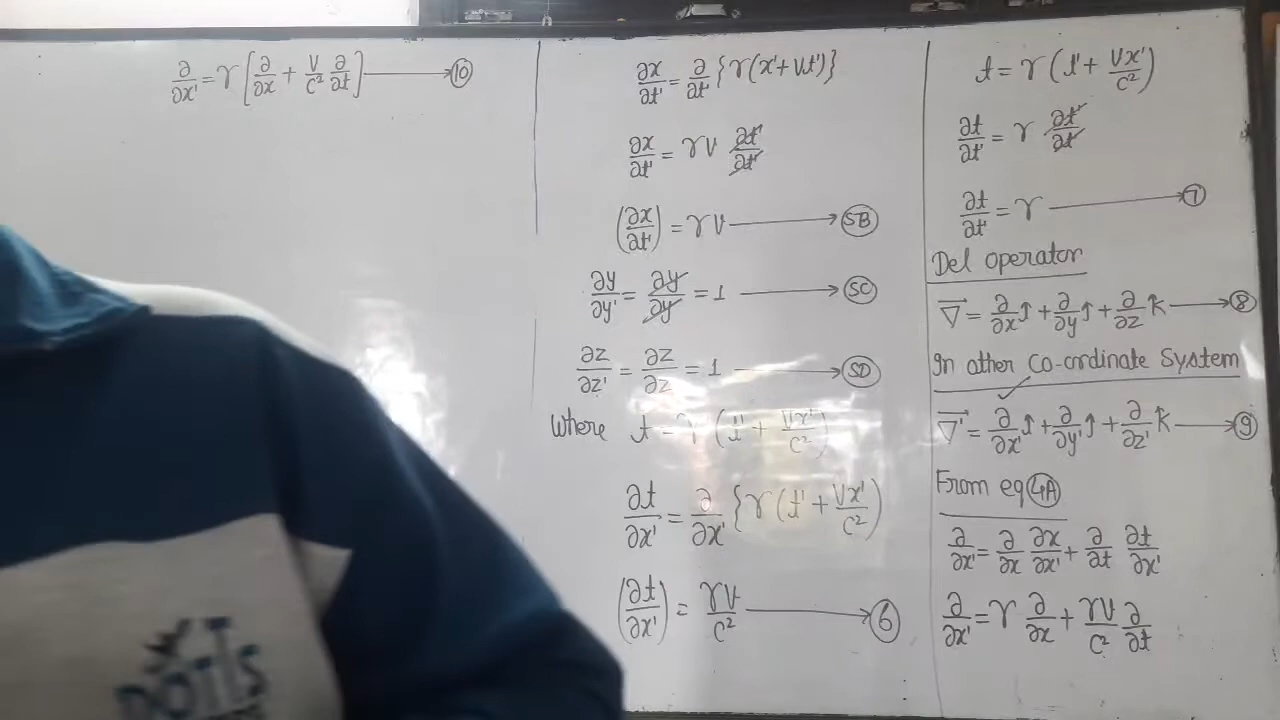 ∂/∂x' = γ [∂/∂x + V/C² ∂/∂t] ⟶ 10
∂x/∂t' = ∂/∂t' {γ(x' + Vt')}
∂x/∂t' = γV ∂t'/∂t'
(∂x/∂t') = γV ⟶ 5B
∂y/∂y' = ∂y/∂y = 1 ⟶ 5C
∂z/∂z' = ∂z/∂z = 1 ⟶ 5D
Where t = γ (t' + Vx'/C²)
∂t/∂x' = ∂/∂x' {γ (t' + Vx'/C²)
(∂t/∂x') = γV/C² ⟶ 6
t = γ (t' + Vx'/C²)
∂t/∂t' = γ ∂t'/∂t'
∂t/∂t' = γ ⟶ 7
Del operator
∇ = ∂/∂x î + ∂/∂y ĵ + ∂/∂z k̂ ⟶ 8
In other Co-ordinate System
∇' = ∂/∂x' î + ∂/∂y' ĵ + ∂/∂z' k̂ ⟶ 9
From eq 4A
∂/∂x' = ∂/∂x ∂x/∂x' + ∂/∂t ∂t/∂x'
∂/∂x' = γ ∂/∂x + γV/C² ∂/∂t